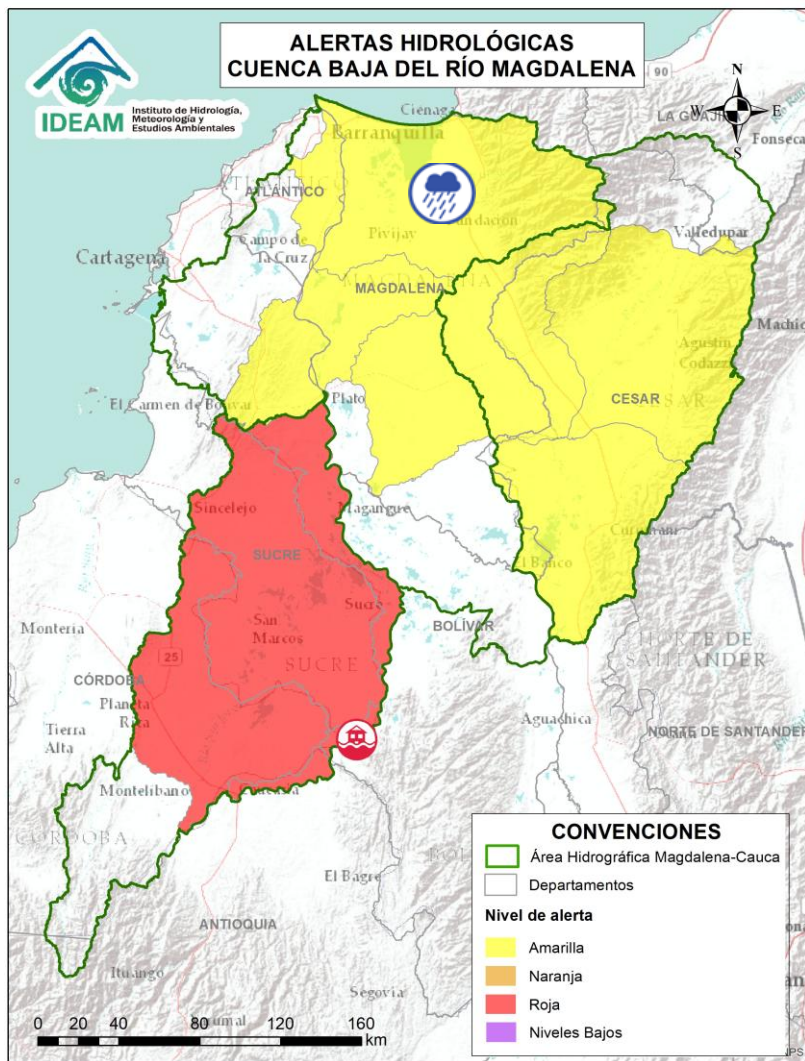 ALERTAS HIDROLÓGICAS
CUENCA BAJA DEL RÍO MAGDALENA
IDEAM
Instituto de Hidrología,
Meteorología y
Estudios Ambientales
N
W
E
S
90
LA GUAJI
Fonseca
Ciénaga
Barranquilla
ATLÁNTICO
Cartagena
Campo de
la Cruz
Pivijay
MAGDALENA
Valledupar
Agustín
Codazzi
CESAR
El Carmen de Bolívar
Plato
Sincelejo
Magangué
SUCRE
El Banco
San
Marcos
Sucre
SUCRE
BOLÍVAR
Montería
25
CÓRDOBA
Planeta
Rica
Tierra
Alta
Montelíbano
CÓRDOBA
NORTE DE
SANTANDER
Aguachica
NORTE DE SANTANDER
El Bagre
ANTIOQUIA
Ituango
Segovia
0 20 40 80 120 160
km
CONVENCIONES
Área Hidrográfica Magdalena-Cauca
Departamentos
Nivel de alerta
Amarilla
Naranja
Roja
Niveles Bajos